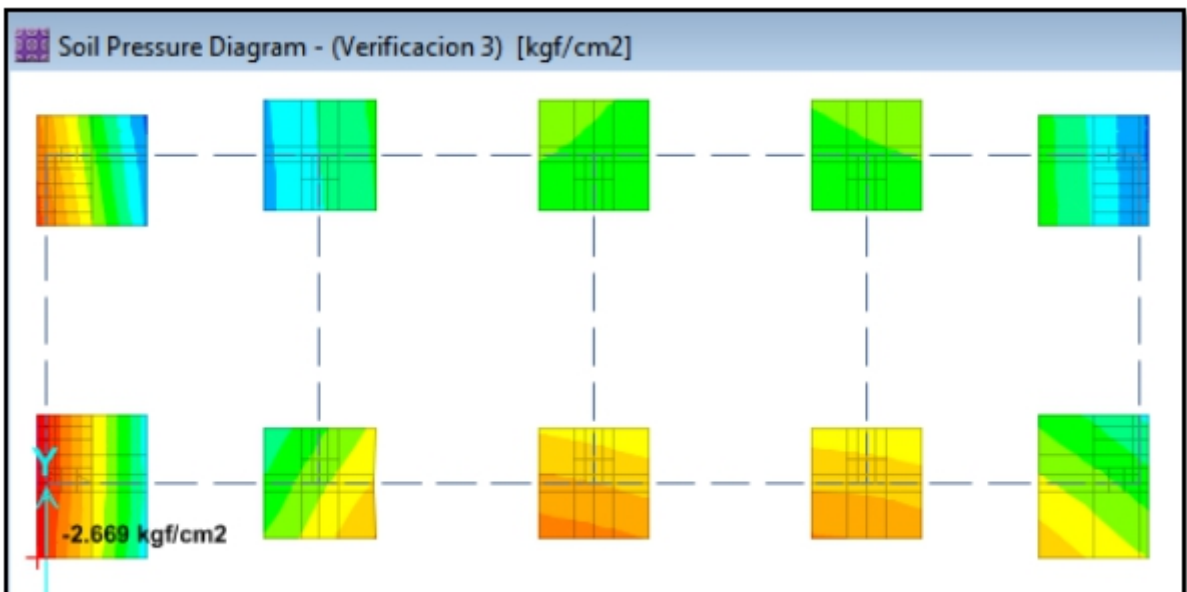 Soil Pressure Diagram - (Verificacion 3) [kgf/cm2]
Y
-2.669 kgf/cm2